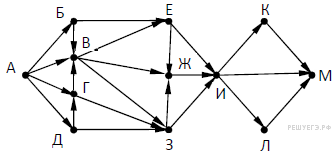 Б Е К
В
А Ж И М
Г
Д З Л
РЕШУЕГЭ.РФ